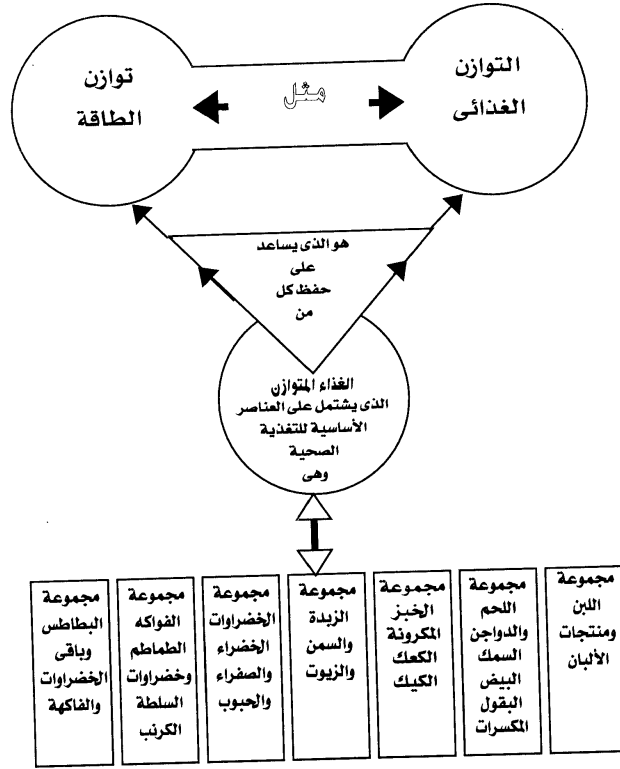 التوازن
الغذائى
مثل
توازن
الطاقة
هو الذى يساعد
على
حفظ كل
من
الغذاء المتوازن
الذى يشتمل على العناصر
الأساسية للتغذية
الصحية
وهى
مجموعة
اللبن
ومنتجات
الألبان
مجموعة
اللحم
والدواجن
السمك
البيض
البقول
المكسرات
مجموعة
الخبز
المكرونة
الكعك
الكيك
مجموعة
الزبدة
والسمن
والزيوت
مجموعة
الخضراوات
الخضراء
والصفراء
والحبوب
مجموعة
الفواكه
الطماطم
وخضراوات
السلطة
الكرنب
مجموعة
البطاطس
وباقى
الخضراوات
والفاكهة